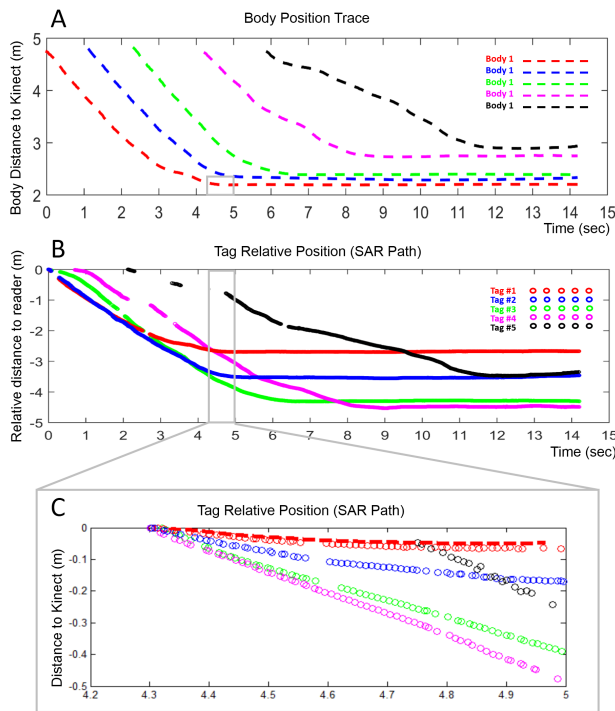 A
Body Position Trace
Body Distance to Kinect (m)
5
4
3
2
Body 1
Body 1
Body 1
Body 1
Body 1
0 1 2 3 4 5 6 7 8 9 10 11 12 13 14 15
Time (sec)
B
Tag Relative Position (SAR Path)
Relative distance to reader (m)
0
-1
-2
-3
-4
-5
Tag #1
Tag #2
Tag #3
Tag #4
Tag #5
0 1 2 3 4 5 6 7 8 9 10 11 12 13 14 15
Time (sec)
C
Tag Relative Position (SAR Path)
Distance to Kinect (m)
0
-0.1
-0.2
-0.3
-0.4
-0.5
4.2 4.3 4.4 4.5 4.6 4.7 4.8 4.9 5